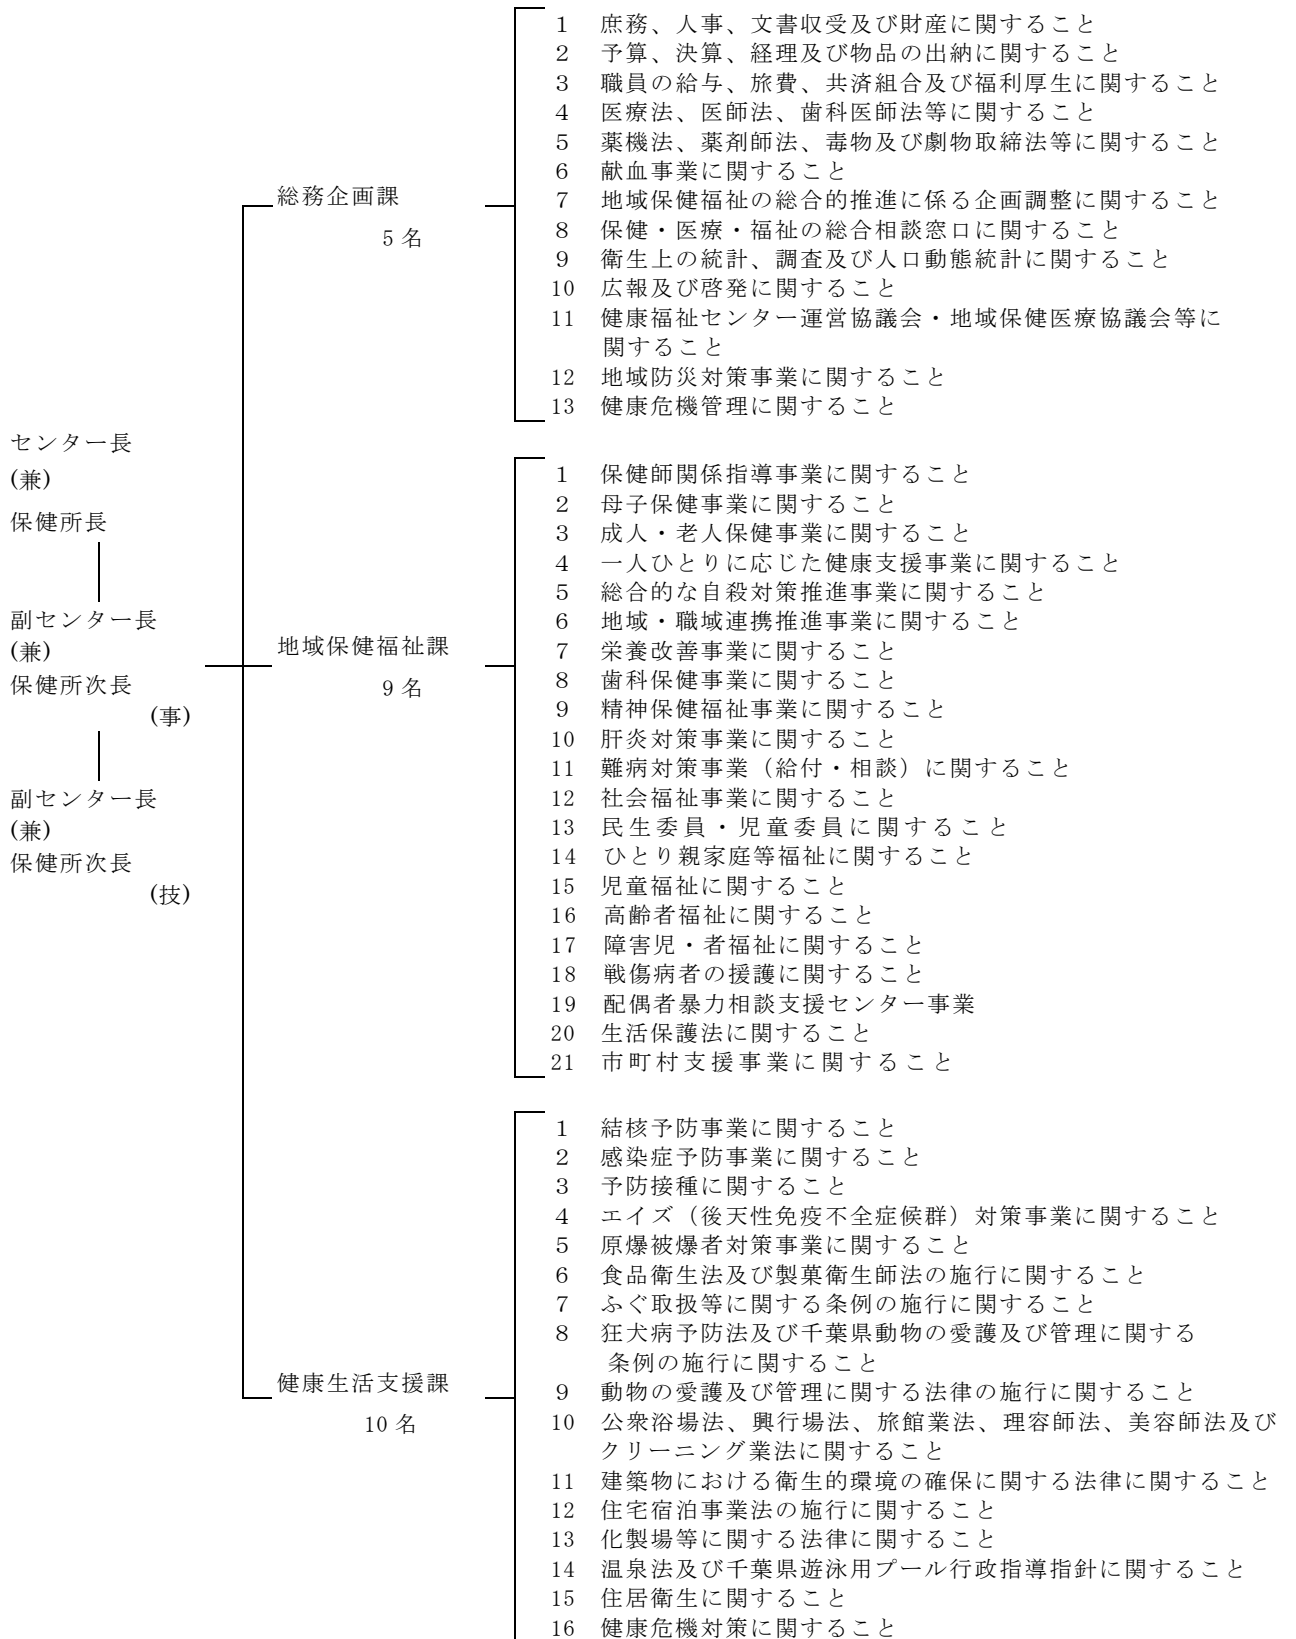 センター長
(兼)
保健所長
副センター長
(兼)
保健所次長
(事)
副センター長
(兼)
保健所次長
(技)
総務企画課
5 名
1 庶務、人事、文書収受及び財産に関すること
2 予算、決算、経理及び物品の出納に関すること
3 職員の給与、旅費、共済組合及び福利厚生に関すること
4 医療法、医師法、歯科医師法等に関すること
5 薬機法、薬剤師法、毒物及び劇物取締法等に関すること
6 献血事業に関すること
7 地域保健福祉の総合的推進に係る企画調整に関すること
8 保健・医療・福祉の総合相談窓口に関すること
9 衛生上の統計、調査及び人口動態統計に関すること
10 広報及び啓発に関すること
11 健康福祉センター運営協議会・地域保健医療協議会等に
関すること
12 地域防災対策事業に関すること
13 健康危機管理に関すること
地域保健福祉課
9 名
1 保健師関係指導事業に関すること
2 母子保健事業に関すること
3 成人・老人保健事業に関すること
4 一人ひとりに応じた健康支援事業に関すること
5 総合的な自殺対策推進事業に関すること
6 地域・職域連携推進事業に関すること
7 栄養改善事業に関すること
8 歯科保健事業に関すること
9 精神保健福祉事業に関すること
10 肝炎対策事業に関すること
11 難病対策事業（給付・相談）に関すること
12 社会福祉事業に関すること
13 民生委員・児童委員に関すること
14 ひとり親家庭等福祉に関すること
15 児童福祉に関すること
16 高齢者福祉に関すること
17 障害児・者福祉に関すること
18 戦傷病者の援護に関すること
19 配偶者暴力相談支援センター事業
20 生活保護法に関すること
21 市町村支援事業に関すること
健康生活支援課
10 名
1 結核予防事業に関すること
2 感染症予防事業に関すること
3 予防接種に関すること
4 エイズ（後天性免疫不全症候群）対策事業に関すること
5 原爆被爆者対策事業に関すること
6 食品衛生法及び製菓衛生師法の施行に関すること
7 ふぐ取扱等に関する条例の施行に関すること
8 狂犬病予防法及び千葉県動物の愛護及び管理に関する
条例の施行に関すること
9 動物の愛護及び管理に関する法律の施行に関すること
10 公衆浴場法、興行場法、旅館業法、理容師法、美容師法及び
クリーニング業法に関すること
11 建築物における衛生的環境の確保に関する法律に関すること
12 住宅宿泊事業法の施行に関すること
13 化製場等に関する法律に関すること
14 温泉法及び千葉県遊泳用プール行政指導指針に関すること
15 住居衛生に関すること
16 健康危機対策に関すること